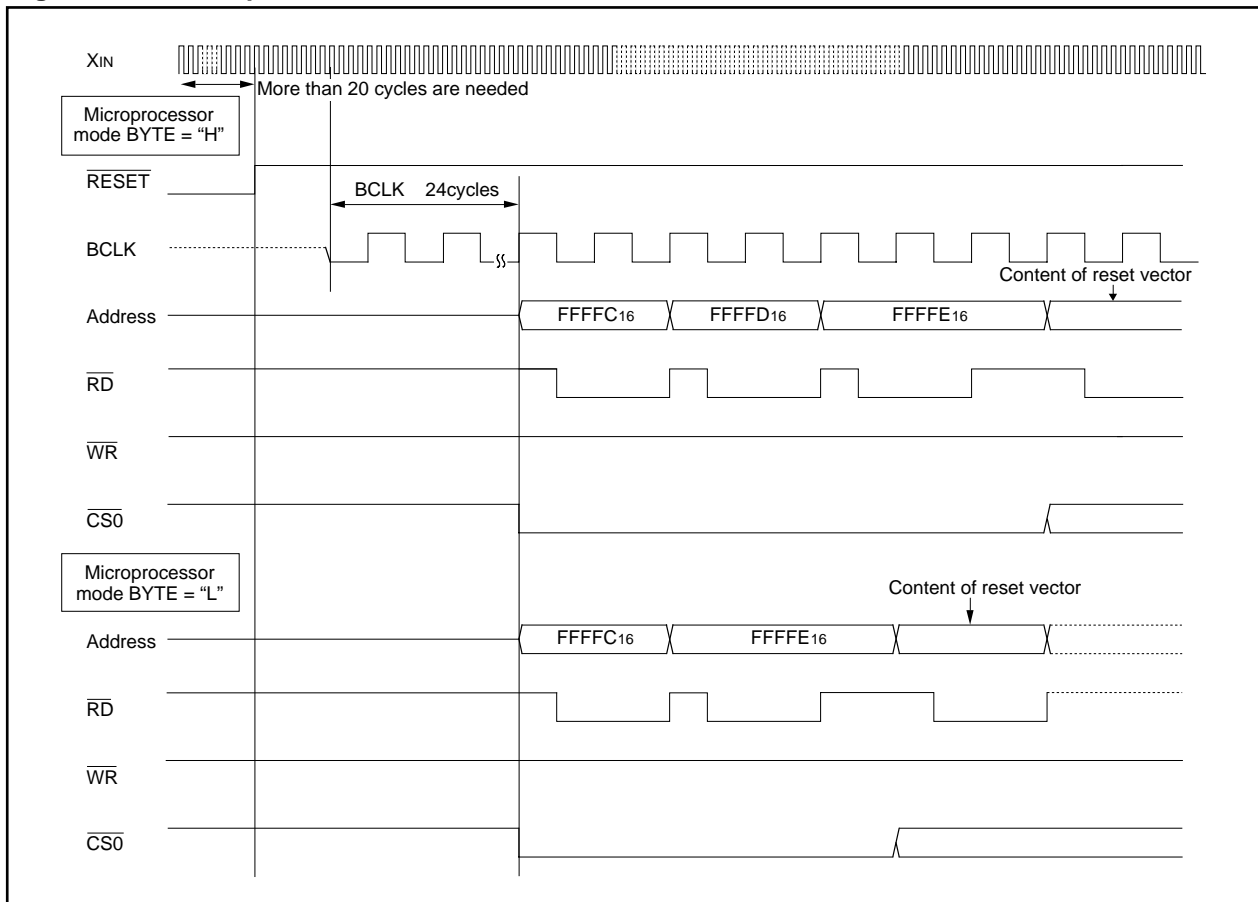 XIN
More than 20 cycles are needed
Microprocessor
mode BYTE = “H”
RESET
BCLK 24cycles
BCLK
Content of reset vector
Address
FFFFC16
FFFFD16
FFFFE16
RD
WR
CS0
Microprocessor
mode BYTE = “L”
Content of reset vector
Address
FFFFC16
FFFFE16
RD
WR
CS0